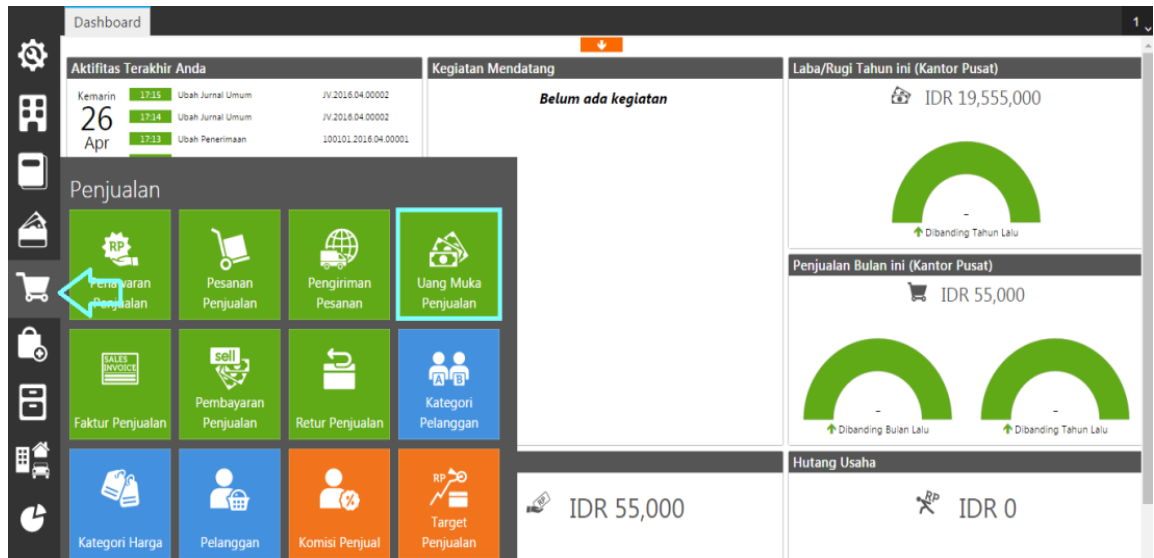 Dashboard
1
Aktifitas Terakhir Anda
Kemarin
26
Apr
17:15 Ubah Jurnal Umum JV.2016.04.00002
17:14 Ubah Jurnal Umum JV.2016.04.00002
17:13 Ubah Penerimaan 100101.2016.04.00001
Kegiatan Mendatang
Belum ada kegiatan
Laba/Rugi Tahun ini (Kantor Pusat)
IDR 19,555,000
-
Dibanding Tahun Lalu
Penjualan Bulan ini (Kantor Pusat)
IDR 55,000
-
Dibanding Bulan Lalu
-
Dibanding Tahun Lalu
Hutang Usaha
RP
IDR 0
IDR 55,000
Penjualan
RP
Penawaran
Penjualan
Pesanan
Penjualan
Pengiriman
Pesanan
Uang Muka
Penjualan
SALES
INVOICE
Faktur Penjualan
sell
Pembayaran
Penjualan
Retur Penjualan
A B
Kategori
Pelanggan
Kategori Harga
Pelanggan
Komisi Penjual
RP
Target
Penjualan